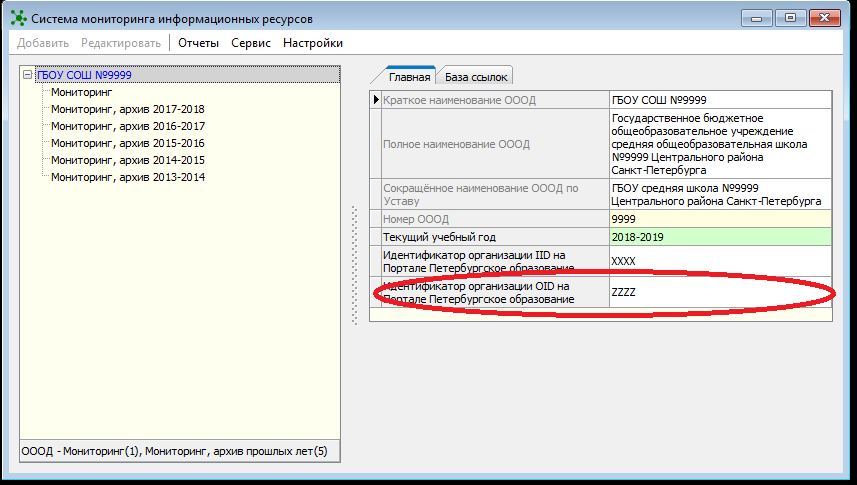 Система мониторинга информационных ресурсов
Добавить Редактировать Отчеты Сервис Настройки
ГБОУ СОШ №9999
Мониторинг
Мониторинг, архив 2017-2018
Мониторинг, архив 2016-2017
Мониторинг, архив 2015-2016
Мониторинг, архив 2014-2015
Мониторинг, архив 2013-2014
ОООД - Мониторинг(1), Мониторинг, архив прошлых лет(5)
Главная База ссылок
Краткое наименование ОООД
ГБОУ СОШ №9999
Полное наименование ОООД
Государственное бюджетное
общеобразовательное учреждение
средняя общеобразовательная школа
№9999 Центрального района
Санкт-Петербурга
Сокращённое наименование ОООД по
Уставу
ГБОУ средняя школа №9999
Центрального района Санкт-Петербурга
Номер ОООД
9999
Текущий учебный год
2018-2019
Идентификатор организации IID на
Портале Петербургское образование
XXXX
Идентификатор организации OID на
Портале Петербургское образование
ZZZZ